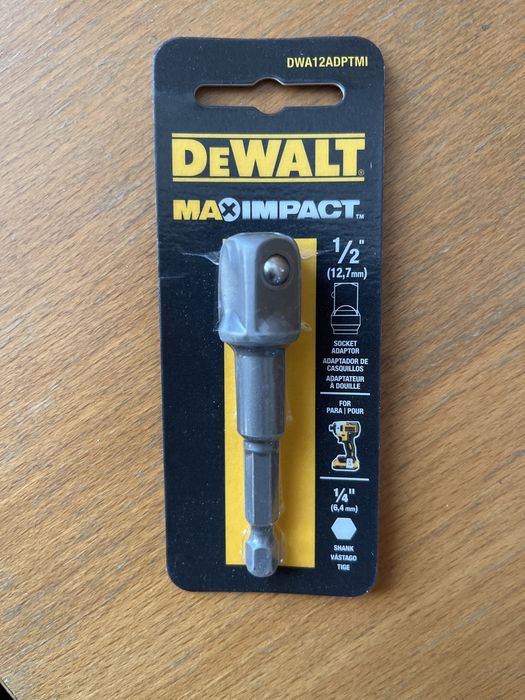 DWA12ADPTMI
DEWALT®
MAXIMPACT™
1/2"
(12,7mm)
SOCKET
ADAPTOR
ADAPTADOR DE
CASQUILLOS
ADAPTATEUR
À DOUILLE
FOR
PARA | POUR
1/4"
(6,4 mm)
SHANK
VÁSTAGO
TIGE